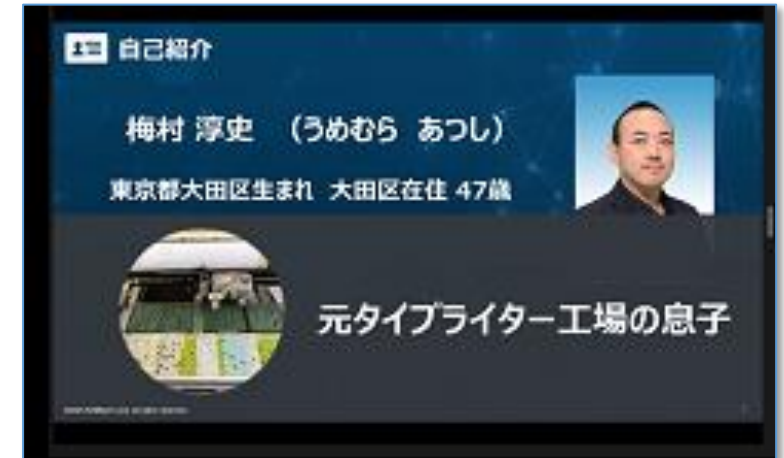 自己紹介
梅村 淳史 (うめむら あつし)
東京都大田区生まれ 大田区在住 47歳
元タイプライター工場の息子